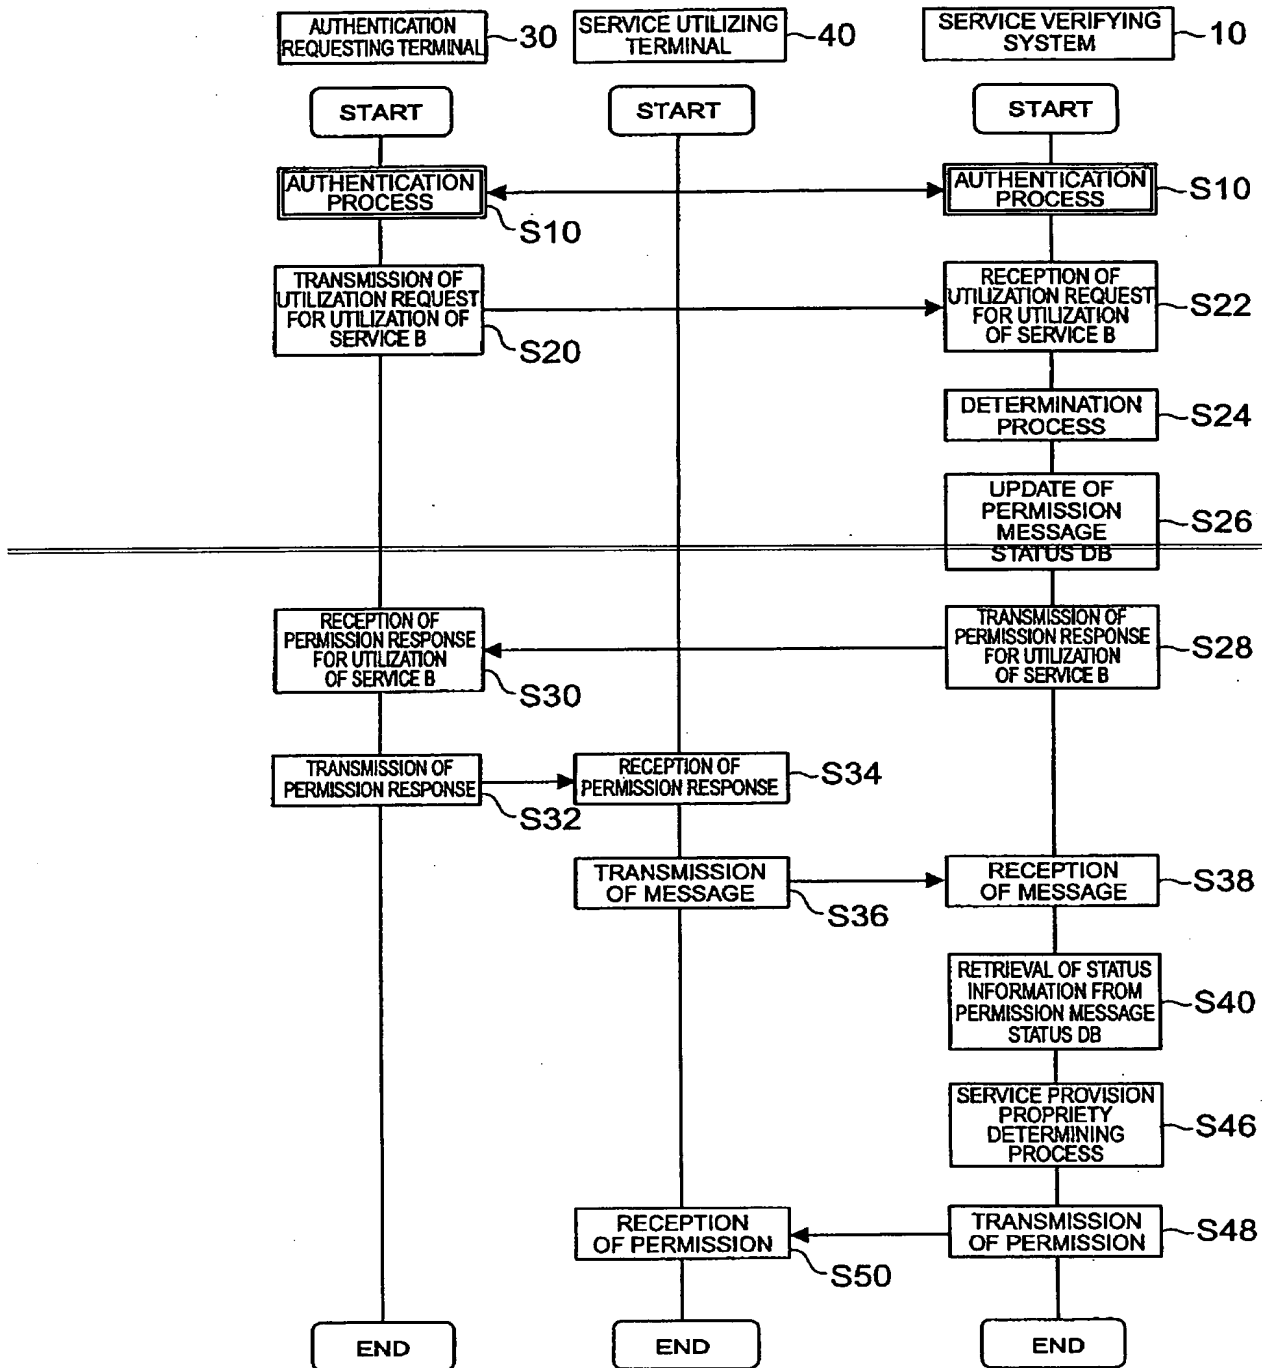 AUTHENTICATION
REQUESTING TERMINAL
30
SERVICE UTILIZING
TERMINAL
40
SERVICE VERIFYING
SYSTEM
10
START
START
START
AUTHENTICATION
PROCESS
S10
AUTHENTICATION
PROCESS
S10
TRANSMISSION OF
UTILIZATION REQUEST
FOR UTILIZATION OF
SERVICE B
S20
RECEPTION OF
UTILIZATION REQUEST
FOR UTILIZATION
OF SERVICE B
S22
DETERMINATION
PROCESS
S24
UPDATE OF
PERMISSION
MESSAGE
STATUS DB
S26
RECEPTION OF
PERMISSION RESPONSE
FOR UTILIZATION
OF SERVICE B
S30
TRANSMISSION OF
PERMISSION RESPONSE
FOR UTILIZATION
OF SERVICE B
S28
TRANSMISSION OF
PERMISSION RESPONSE
S32
RECEPTION OF
PERMISSION RESPONSE
S34
TRANSMISSION
OF MESSAGE
S36
RECEPTION
OF MESSAGE
S38
RETRIEVAL OF STATUS
INFORMATION FROM
PERMISSION MESSAGE
STATUS DB
S40
SERVICE PROVISION
PROPRIETY
DETERMINING
PROCESS
S46
RECEPTION
OF PERMISSION
S50
TRANSMISSION
OF PERMISSION
S48
END
END
END